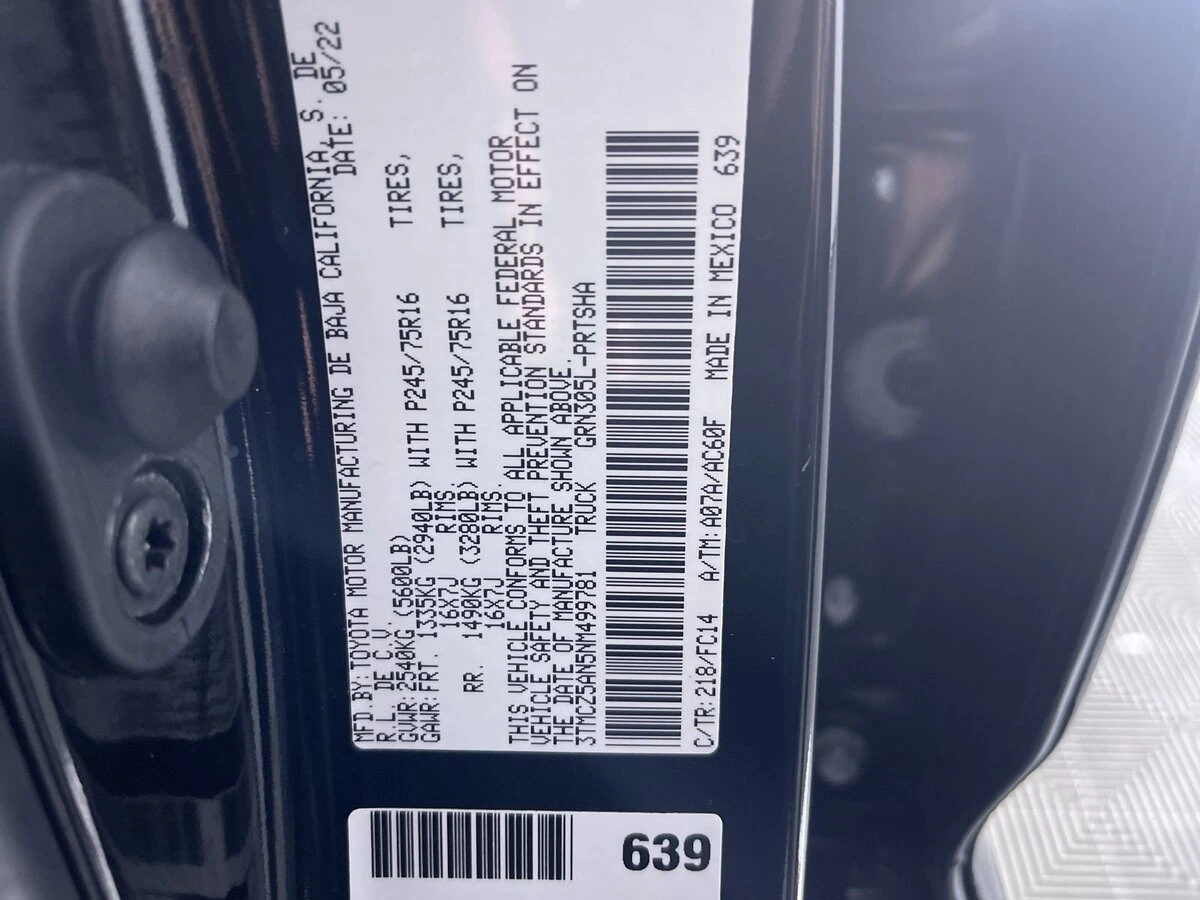 MFD.BY:TOYOTA MOTOR MANUFACTURING DE BAJA CALIFORNIA, S. DE
R.L. DE C.V. DATE: 05/22
GVWR:2540KG (5600LB)
GAWR:FRT. 1335KG (2940LB) WITH P245/75R16 TIRES,
16X7J RIMS
RR. 1490KG (3280LB) WITH P245/75R16 TIRES,
16X7J RIMS.
THIS VEHICLE CONFORMS TO ALL APPLICABLE FEDERAL MOTOR
VEHICLE SAFETY AND THEFT PREVENTION STANDARDS IN EFFECT ON
THE DATE OF MANUFACTURE SHOWN ABOVE.
3TMCZ5AN5NM499781 TRUCK GRN305L-PRTSHA
C/TR:218/FC14 A/TM:A07A/AC60F MADE IN MEXICO 639
639